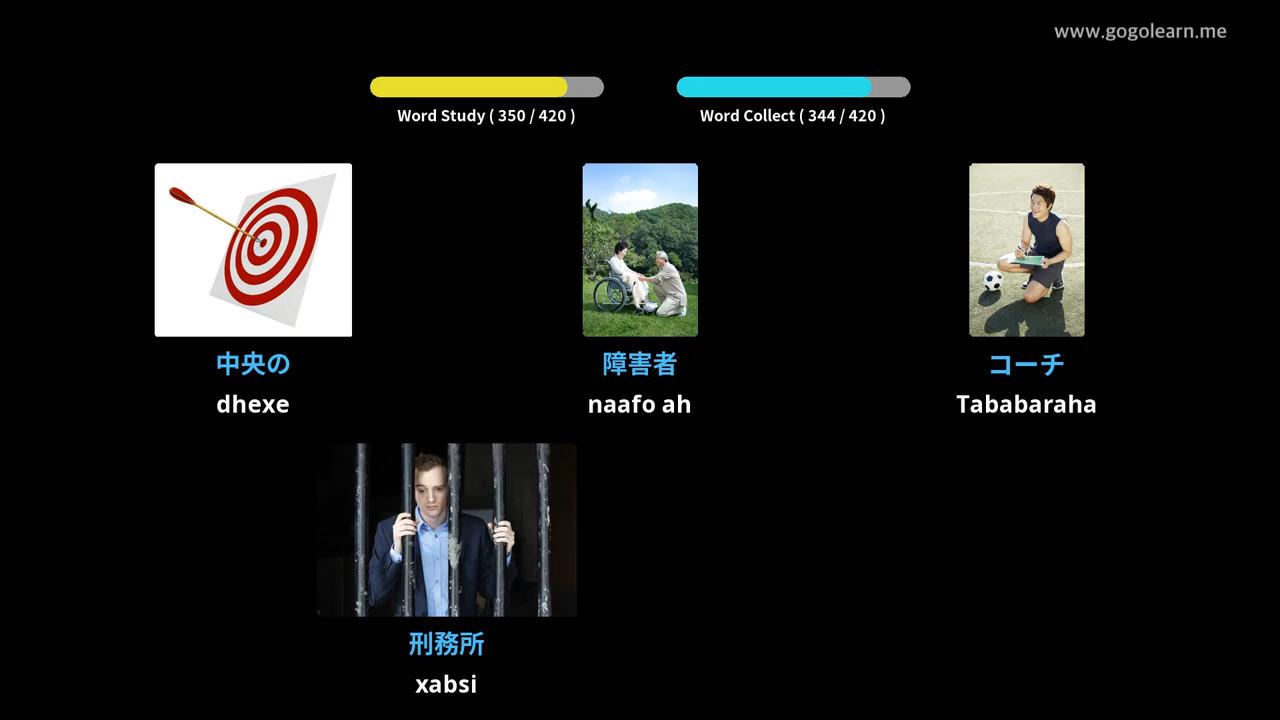 www.gogolearn.me
Word Study ( 350 / 420 )
Word Collect ( 344 / 420 )
中央の
dhexe
障害者
naafo ah
コーチ
Tababaraha
刑務所
xabsi